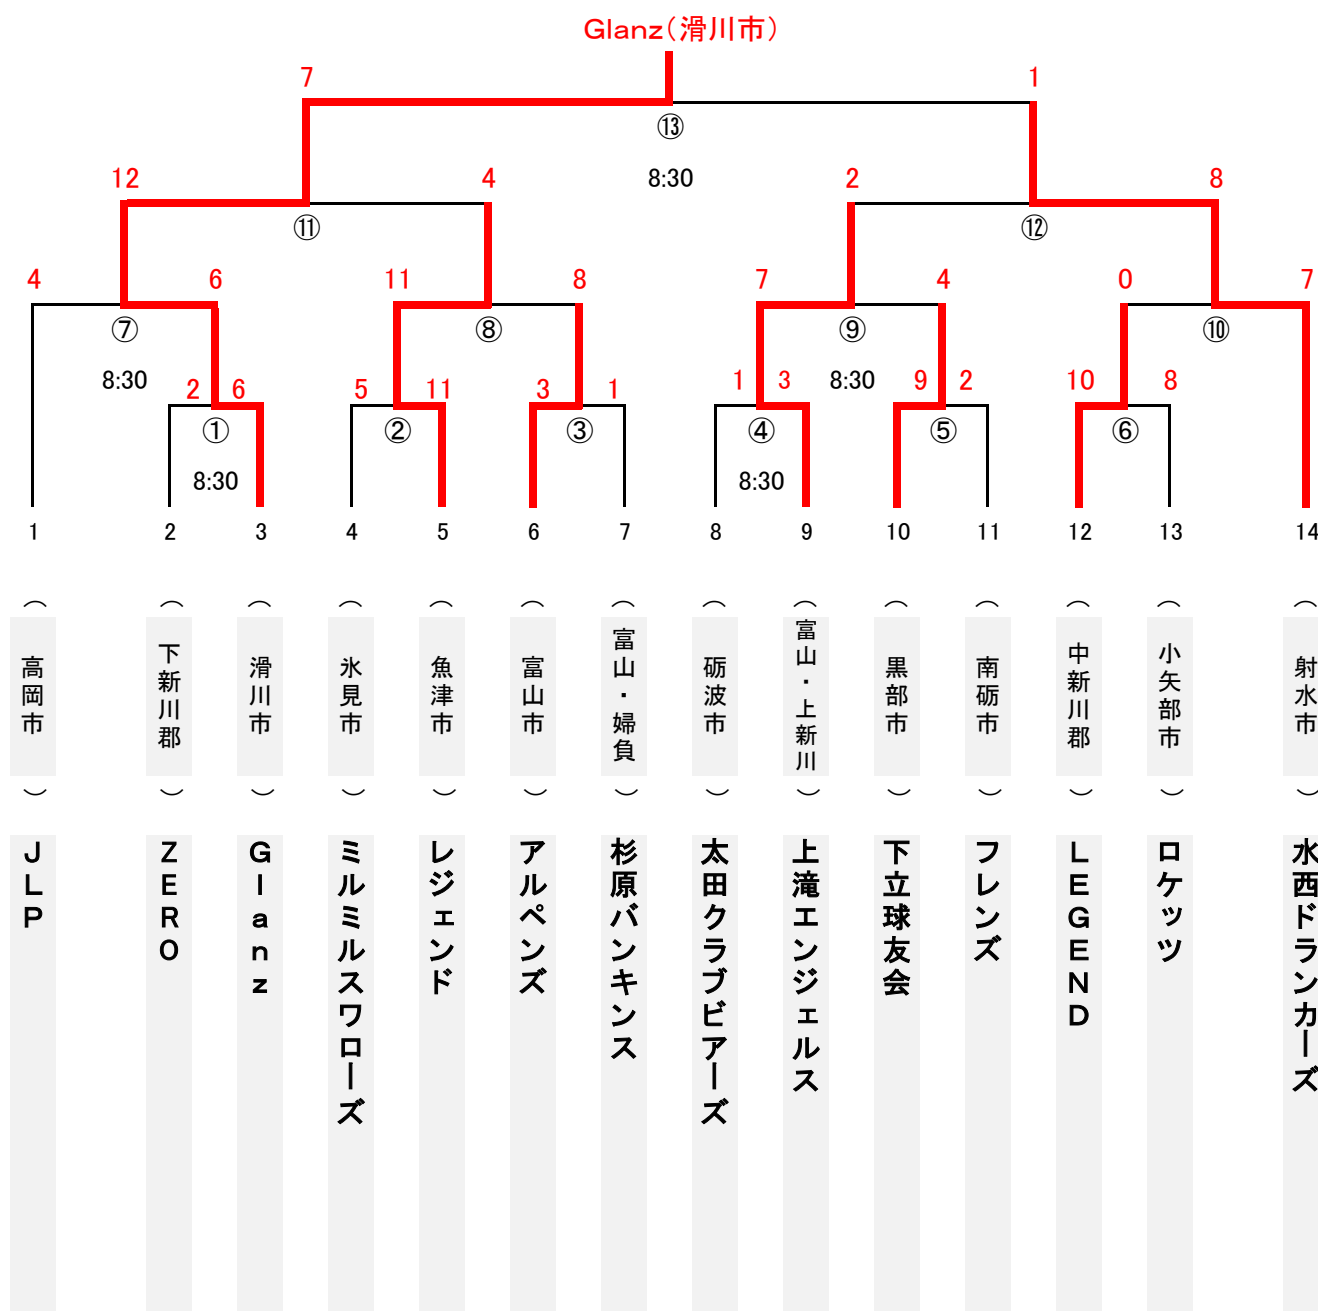 Glanz(滑川市)
7 1
⑬
8:30
12 4 2 8
⑪ ⑫
4 6 11 8 7 4 0 7
⑦ ⑧ ⑨ ⑩
8:30 8:30
2 6 5 11 3 1 1 3 9 2 10 8
① ② ③ ④ ⑤ ⑥
8:30 8:30
1 2 3 4 5 6 7 8 9 10 11 12 13 14
(高岡市)
JLP
(下新川郡)
ZERO
(滑川市)
Glanz
(氷見市)
ミルミルスワローズ
(魚津市)
レジェンド
(富山市)
アルペンズ
(富山・婦負)
杉原バンキンス
(砺波市)
太田クラブビアーズ
(富山・上新川)
上滝エンジェルス
(黒部市)
下立球友会
(南砺市)
フレンズ
(中新川郡)
LEGEND
(小矢部市)
ロケッツ
(射水市)
水西ドランカーズ